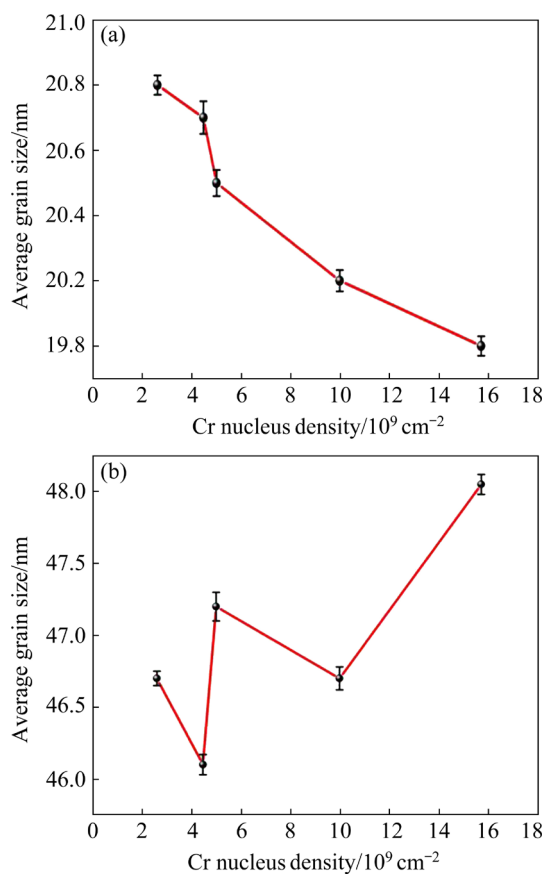 (a)
21.0
20.8
20.6
20.4
20.2
19.8
Average grain size/nm
0 2 4 6 8 10 12 14 16 18
Cr nucleus density/10⁹ cm⁻²
(b)
48.0
47.5
47.0
46.5
46.0
Average grain size/nm
0 2 4 6 8 10 12 14 16 18
Cr nucleus density/10⁹ cm⁻²